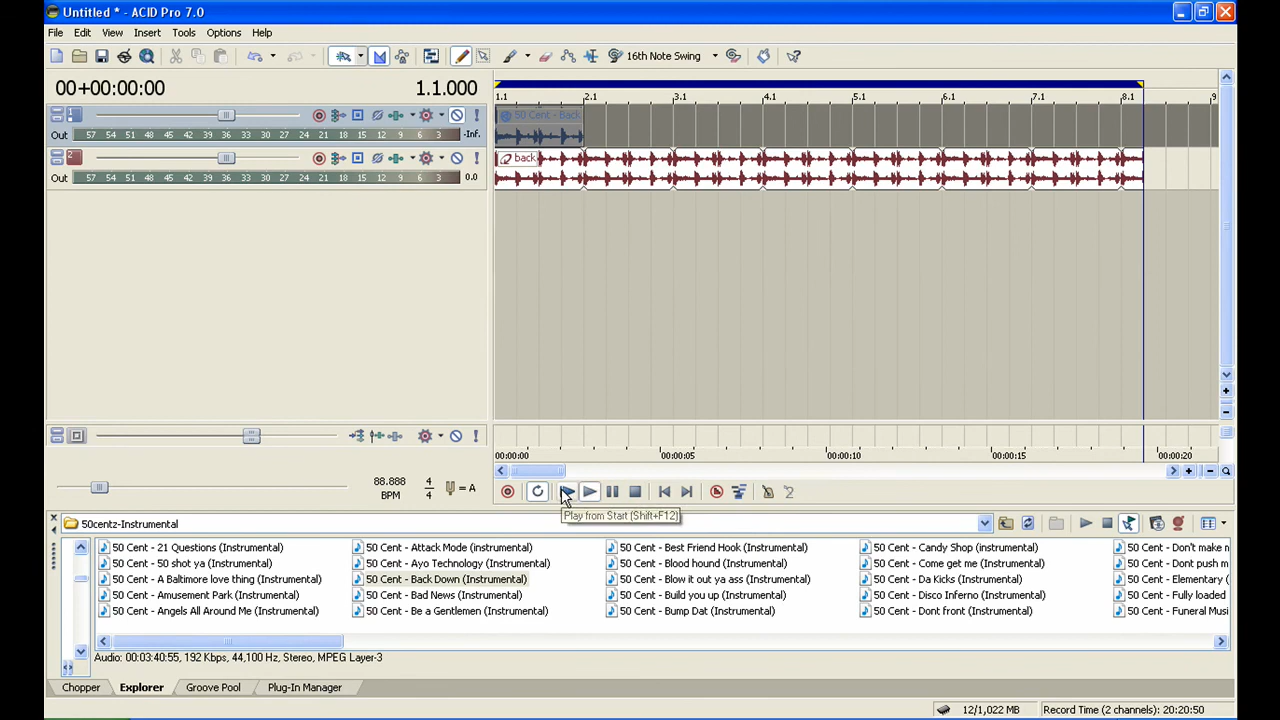 Untitled * - ACID Pro 7.0
File Edit View Insert Tools Options Help
16th Note Swing
00+00:00:00 1.1.000
1.1 2.1 3.1 4.1 5.1 6.1 7.1 8.1 9
1
50 Cent - Back
Out 57 54 51 48 45 42 39 36 33 30 27 24 21 18 15 12 9 6 3 -Inf.
2
back
Out 57 54 51 48 45 42 39 36 33 30 27 24 21 18 15 12 9 6 3 0.0
00:00:00 00:00:05 00:00:10 00:00:15 00:00:20
88.888 BPM
4/4
=A
Play from Start (Shift+F12)
50centz-Instrumental
50 Cent - 21 Questions (Instrumental) 50 Cent - Attack Mode (instrumental) 50 Cent - Best Friend Hook (Instrumental) 50 Cent - Candy Shop (instrumental) 50 Cent - Don't make n
50 Cent - 50 shot ya (Instrumental) 50 Cent - Ayo Technology (Instrumental) 50 Cent - Blood hound (Instrumental) 50 Cent - Come get me (Instrumental) 50 Cent - Dont push m
50 Cent - A Baltimore love thing (Instrumental) 50 Cent - Back Down (Instrumental) 50 Cent - Blow it out ya ass (Instrumental) 50 Cent - Da Kicks (Instrumental) 50 Cent - Elementary (
50 Cent - Amusement Park (Instrumental) 50 Cent - Bad News (Instrumental) 50 Cent - Build you up (Instrumental) 50 Cent - Disco Inferno (Instrumental) 50 Cent - Fully loaded
50 Cent - Angels All Around Me (Instrumental) 50 Cent - Be a Gentlemen (Instrumental) 50 Cent - Bump Dat (Instrumental) 50 Cent - Dont front (Instrumental) 50 Cent - Funeral Musi
Audio: 00:03:40:55, 192 Kbps, 44,100 Hz, Stereo, MPEG Layer-3
Chopper Explorer Groove Pool Plug-In Manager
12/1,022 MB Record Time (2 channels): 20:20:50